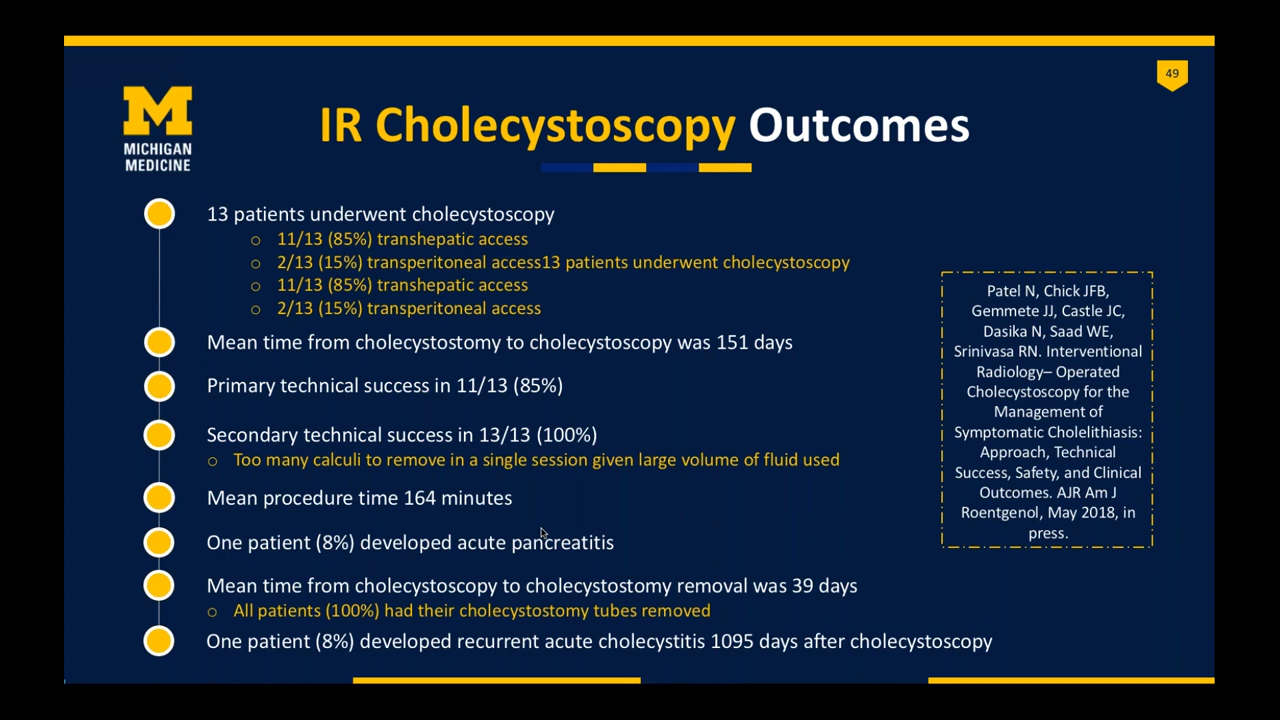 49
MICHIGAN
MEDICINE
IR Cholecystoscopy Outcomes
13 patients underwent cholecystoscopy
o 11/13 (85%) transhepatic access
o 2/13 (15%) transperitoneal access13 patients underwent cholecystoscopy
o 11/13 (85%) transhepatic access
o 2/13 (15%) transperitoneal access
Mean time from cholecystostomy to cholecystoscopy was 151 days
Primary technical success in 11/13 (85%)
Secondary technical success in 13/13 (100%)
o Too many calculi to remove in a single session given large volume of fluid used
Mean procedure time 164 minutes
One patient (8%) developed acute pancreatitis
Mean time from cholecystoscopy to cholecystostomy removal was 39 days
o All patients (100%) had their cholecystostomy tubes removed
One patient (8%) developed recurrent acute cholecystitis 1095 days after cholecystoscopy
Patel N, Chick JFB,
Gemmete JJ, Castle JC,
Dasika N, Saad WE,
Srinivasa RN. Interventional
Radiology– Operated
Cholecystoscopy for the
Management of
Symptomatic Cholelithiasis:
Approach, Technical
Success, Safety, and Clinical
Outcomes. AJR Am J
Roentgenol, May 2018, in
press.